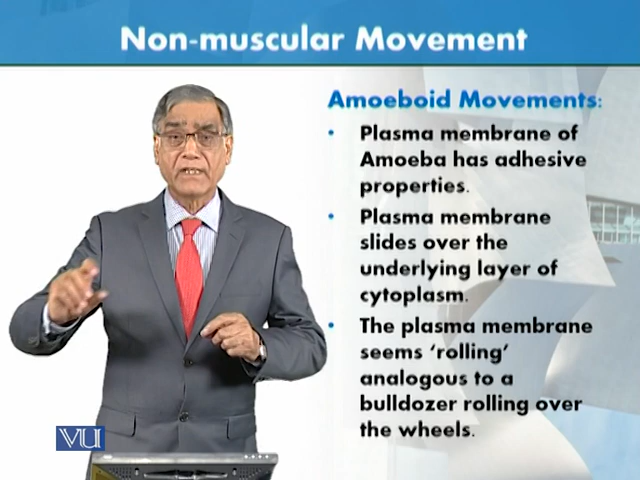 Non-muscular Movement
Amoeboid Movements:
• Plasma membrane of
Amoeba has adhesive
properties.
• Plasma membrane
slides over the
underlying layer of
cytoplasm.
• The plasma membrane
seems ‘rolling’
analogous to a
bulldozer rolling over
the wheels.
VU